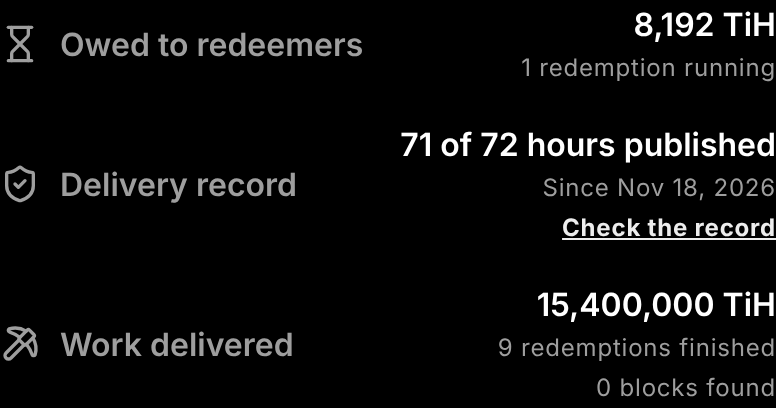 Owed to redeemers
8,192 TiH
1 redemption running
Delivery record
71 of 72 hours published
Since Nov 18, 2026
Check the record
Work delivered
15,400,000 TiH
9 redemptions finished
0 blocks found